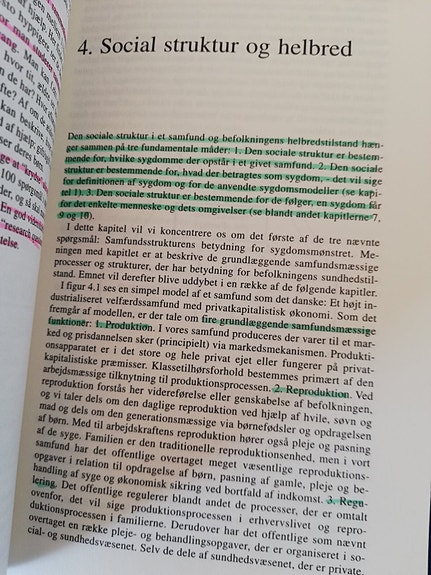 4. Social struktur og helbred
Den sociale struktur i et samfund og befolkningens helbredstilstand hæn-
ger sammen på tre fundamentale måder: 1. Den sociale struktur er bestem-
mende for, hvilke sygdomme der opstår i et givet samfund. 2. Den sociale
struktur er bestemmende for, hvad der betragtes som sygdom, - det vil sige
for definitionen af sygdom og for de anvendte sygdomsmodeller (se kapi-
tel 1). 3. Den sociale struktur er bestemmende for de følger, en sygdom får
for det enkelte menneske og dets omgivelser (se blandt andet kapitlerne 7,
9 og 10).
I dette kapitel vil vi koncentrere os om det første af de tre nævnte
spørgsmål: Samfundsstrukturens betydning for sygdomsmønstret. Me-
ningen med kapitlet er at beskrive de grundlæggende samfundsmæssige
processer og strukturer, der har betydning for befolkningens sundhedstil-
stand. Emnet vil derefter blive uddybet i en række af de følgende kapitler.
I figur 4.1 ses en simpel model af et samfund som det danske: Et højt in-
dustrialiseret velfærdssamfund med privatkapitalistisk økonomi. Som det
fremgår af modellen, er der tale om fire grundlæggende samfundsmæssige
funktioner: 1. Produktion. I vores samfund produceres der varer til et mar-
ked og prisdannelsen sker (principielt) via markedsmekanismen. Produkti-
onsapparatet er i det store og hele privat ejet eller fungerer på privat-
kapitalistiske præmisser. Klassetilhørsforhold bestemmes primært af den
arbejdsmæssige tilknytning til produktionsprocessen. 2. Reproduktion. Ved
reproduktion forstås her videreførelse eller genskabelse af befolkningen,
og vi taler dels om den daglige reproduktion ved hjælp af hvile, søvn og
mad og dels om den generationsmæssige via børnefødsler og opdragelsen
af børn. Med til arbejdskrafens reproduktion hører også pleje og pasning
af de syge. Familien er den traditionelle reproduktionsenhed, men i vort
samfund har det offentlige overtaget meget væsentlige reproduktions-
opgaver i relation til opdragelse af børn, pasning af gamle, pleje og be-
handling af syge og økonomisk sikring ved bortfald af indkomst. 3. Regu-
lering. Det offentlige regulerer blandt andet de processer, der er omtalt
ovenfor, det vil sige produktionsprocessen i erhvervslivet og repro-
duktionsprocessen i familierne. Derudover har det offentlige som nævnt
overtaget en række pleje- og behandlingsopgaver, der er organiseret i so-
cial- og sundhedsvæsenet. Selv de dele af sundhedsvæsenet, der er private,